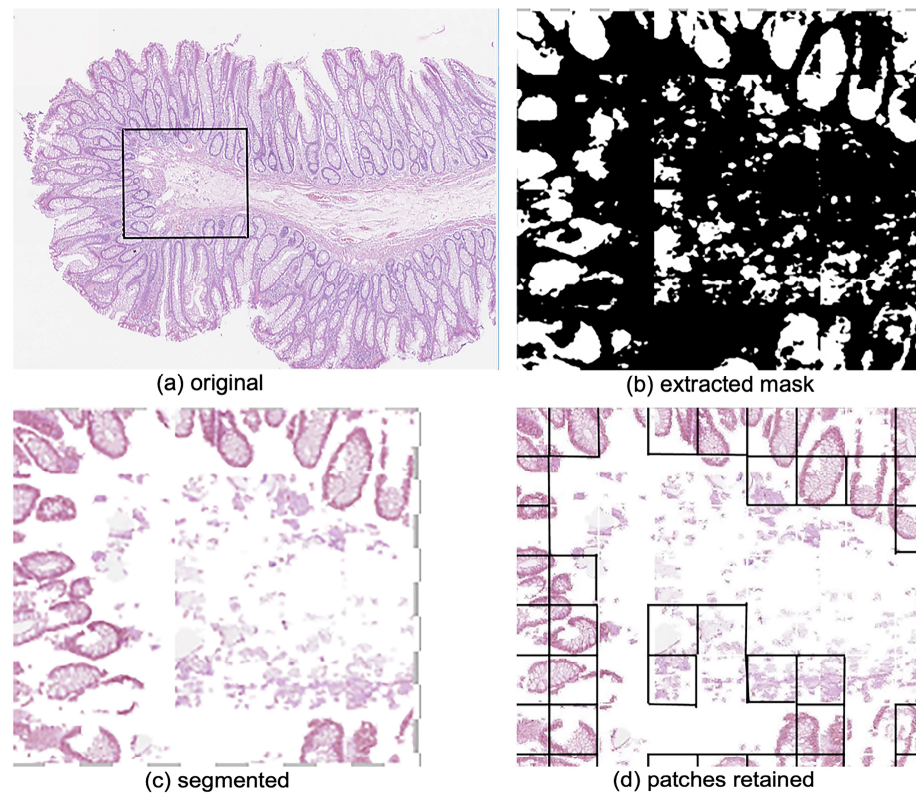 (a) original
(b) extracted mask
(c) segmented
(d) patches retained